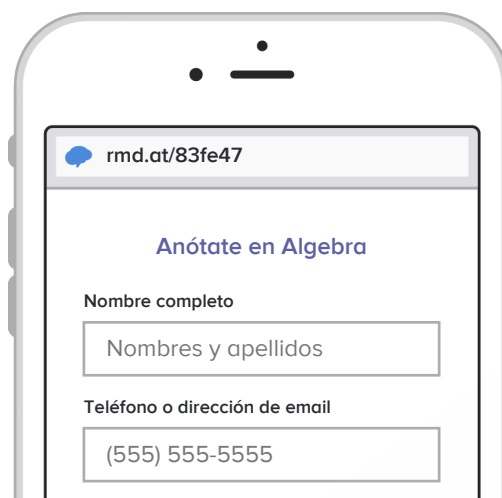 rmd.at/83fe47
Anótate en Algebra
Nombre completo
Nombres y apellidos
Teléfono o dirección de email
(555) 555-5555